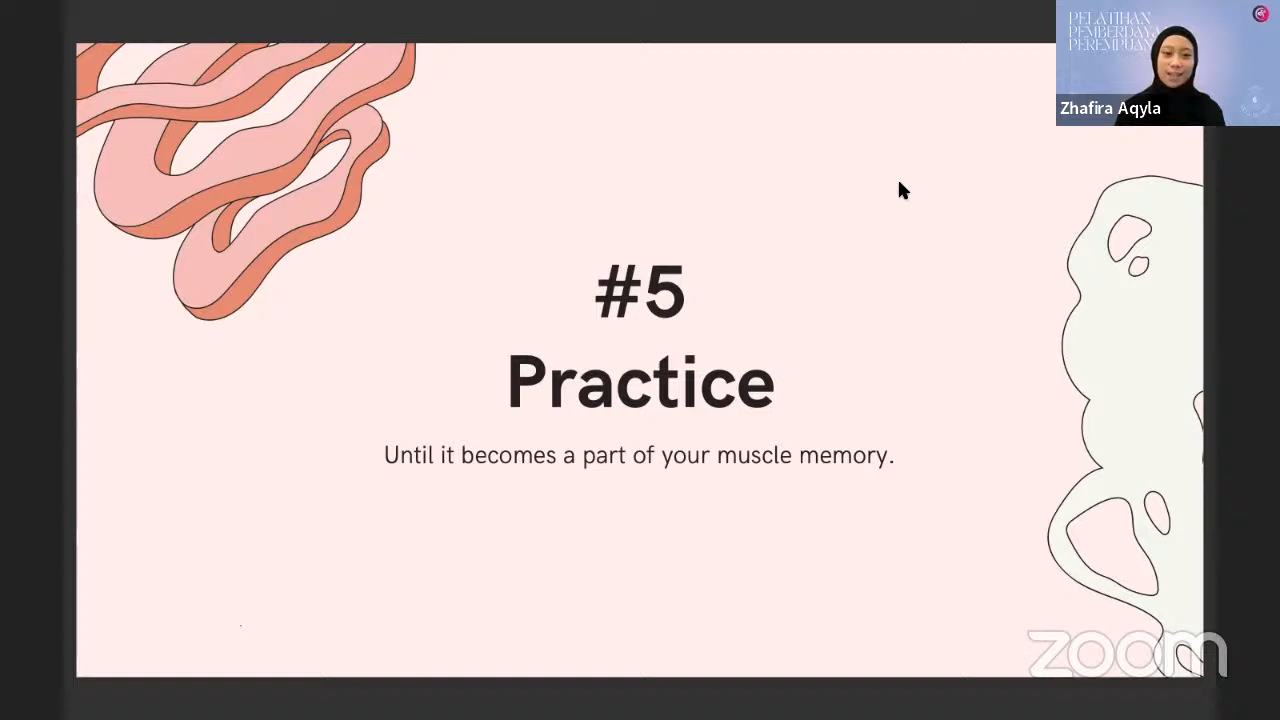 PELATIHAN
PEMBERDAYA
PEREMPUAN
Zhafira Aqyla
#5
Practice
Until it becomes a part of your muscle memory.
zoom